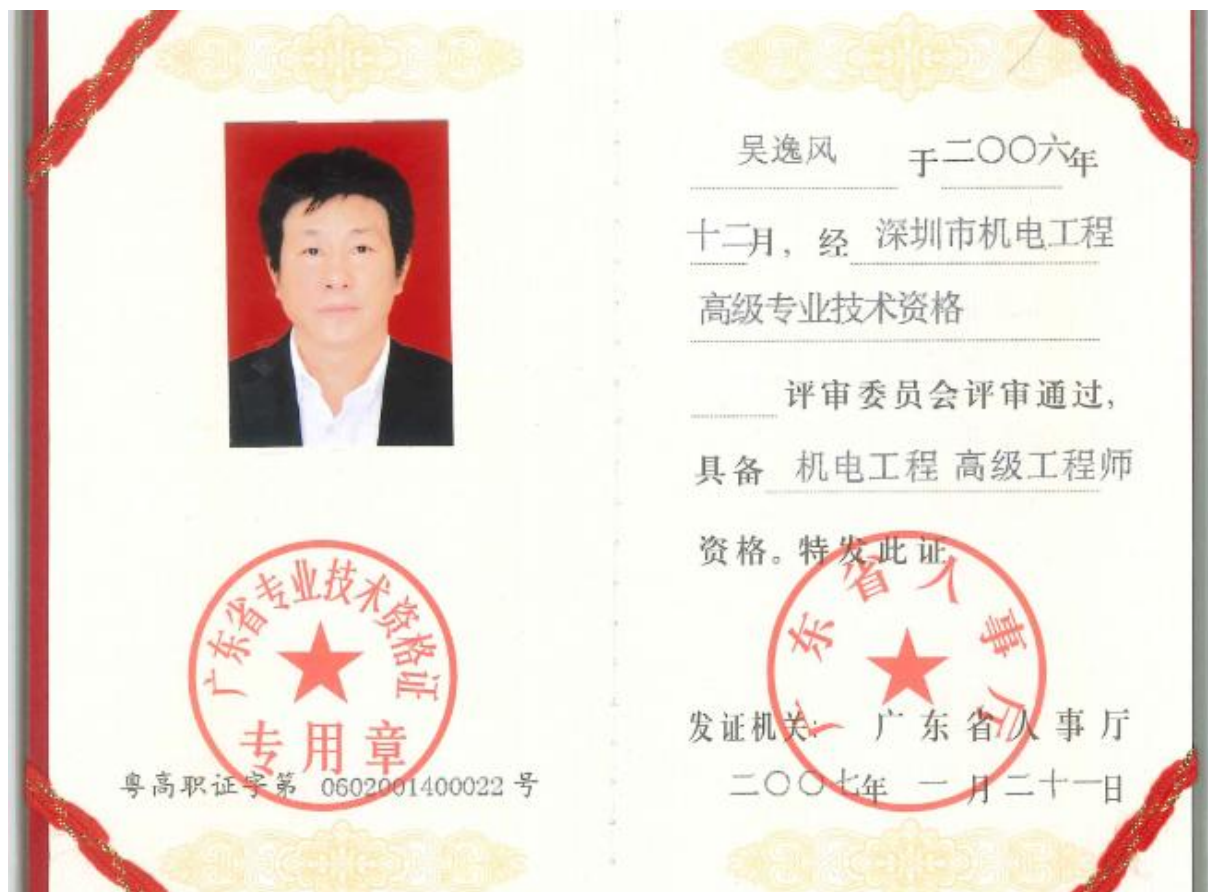 广东省专业技术资格证
专用章
粤高职证字第 0602001400022 号
吴逸风 于二〇〇六年
十二月，经 深圳市机电工程
高级专业技术资格
评审委员会评审通过，
具备 机电工程 高级工程师
资格。特发此证
广东省人事厅
发证机关： 广东省人事厅
二〇〇七年 一月二十一日